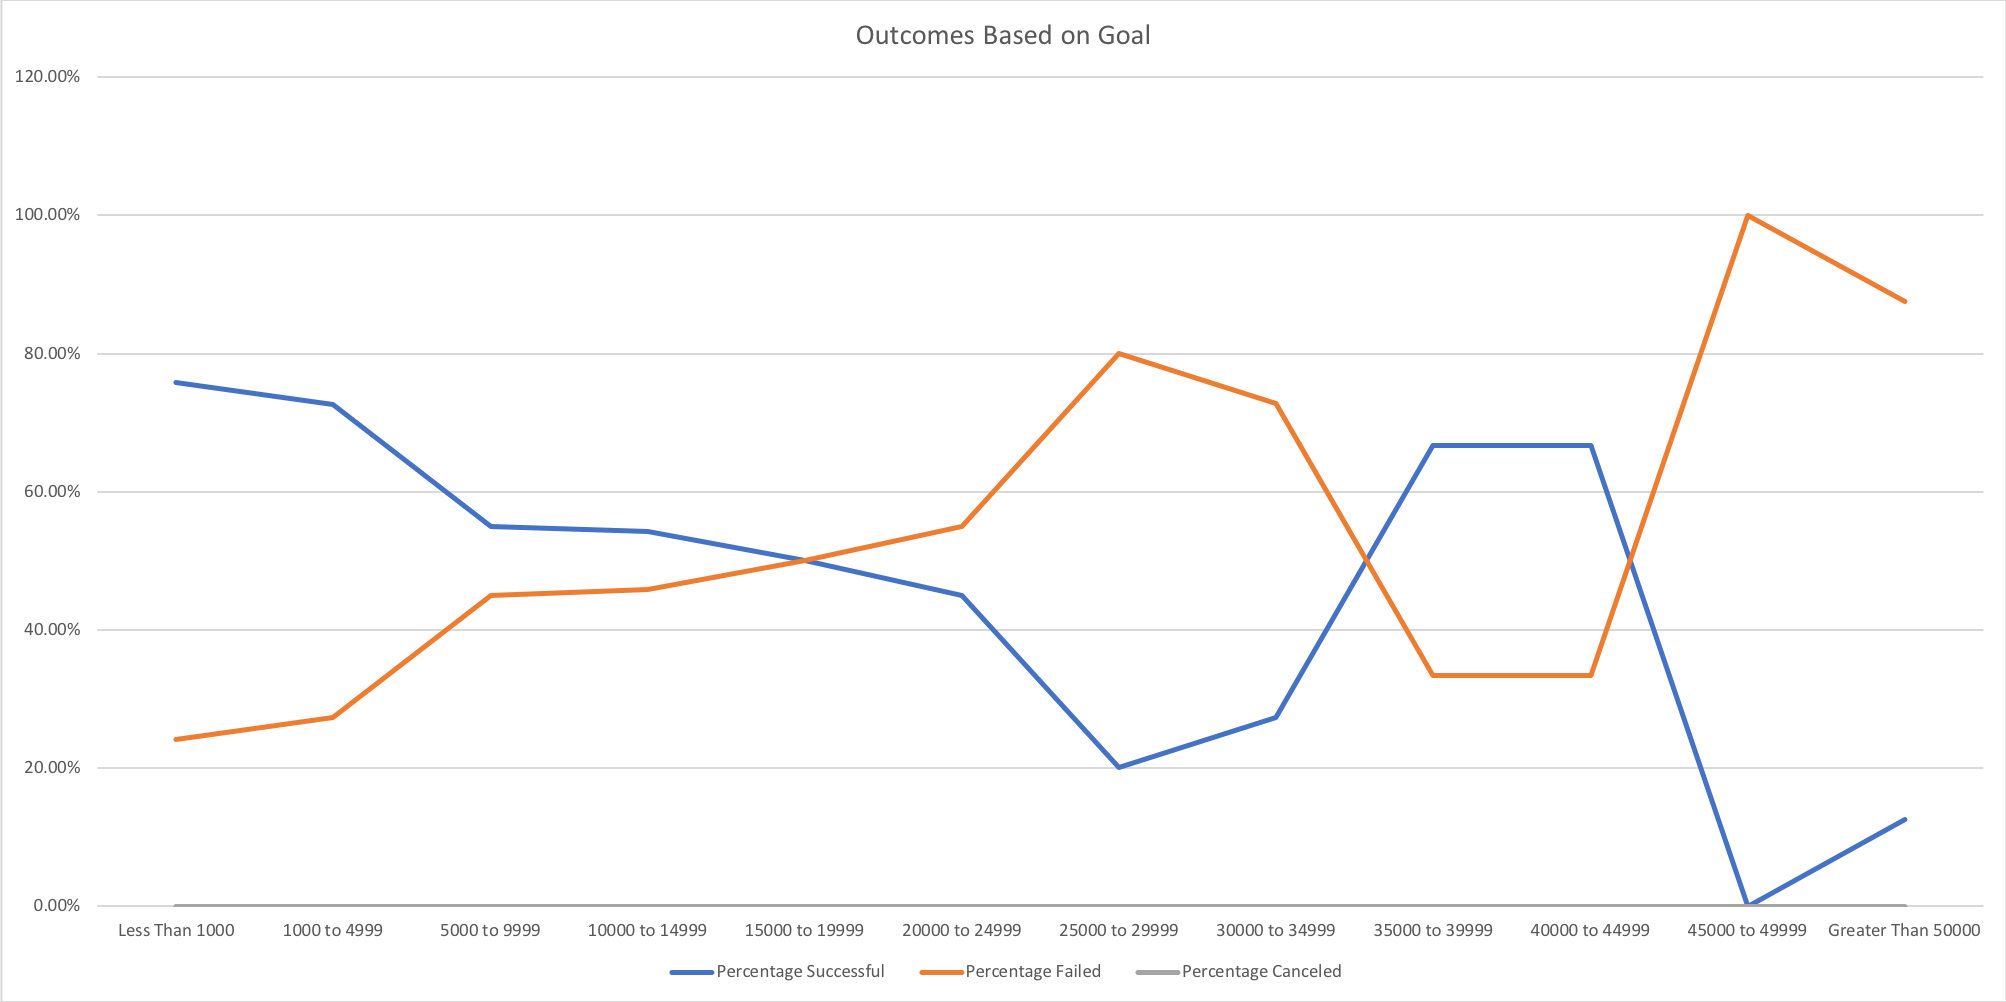 Outcomes Based on Goal
120.00%
100.00%
80.00%
60.00%
40.00%
20.00%
0.00%
Less Than 1000 1000 to 4999 5000 to 9999 10000 to 14999 15000 to 19999 20000 to 24999 25000 to 29999 30000 to 34999 35000 to 39999 40000 to 44999 45000 to 49999 Greater Than 50000
Percentage Successful Percentage Failed Percentage Canceled